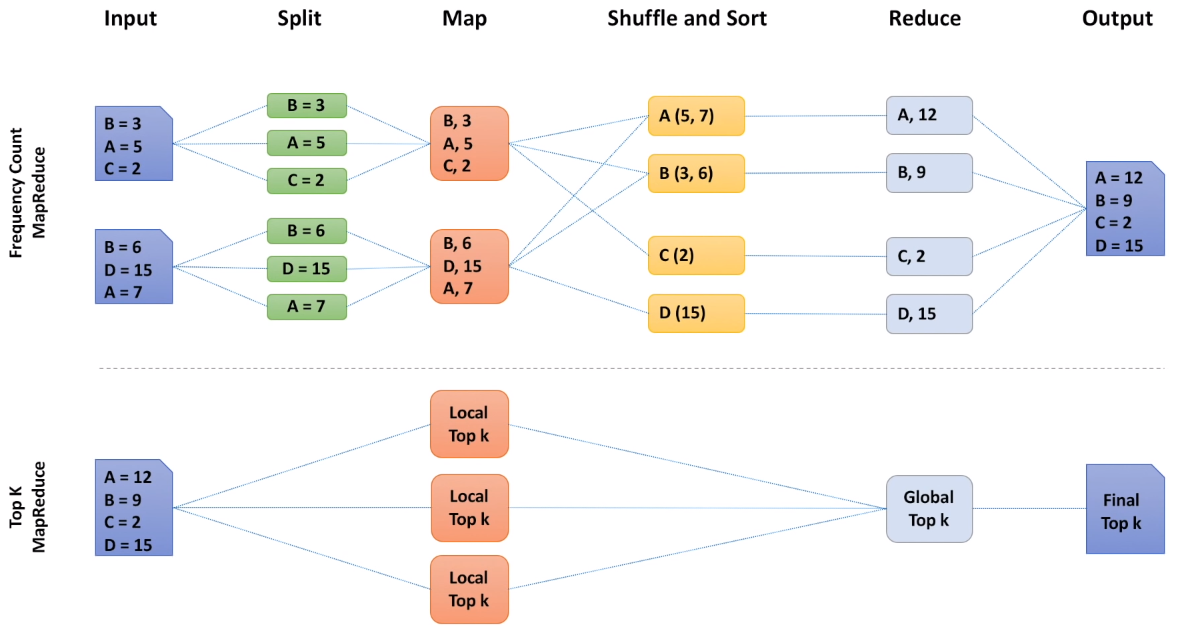 Input
Split
Map
Shuffle and Sort
Reduce
Output
Frequency Count
MapReduce
B = 3
A = 5
C = 2
B = 6
D = 15
A = 7
B = 3
A = 5
C = 2
B = 6
D = 15
A = 7
B, 3
A, 5
C, 2
B, 6
D, 15
A, 7
A (5, 7)
B (3, 6)
C (2)
D (15)
A, 12
B, 9
C, 2
D, 15
A = 12
B = 9
C = 2
D = 15
Top K
MapReduce
A = 12
B = 9
C = 2
D = 15
Local
Top k
Local
Top k
Local
Top k
Global
Top k
Final
Top k